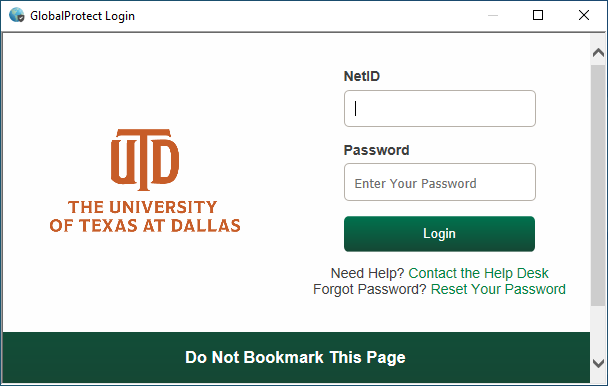 GlobalProtect Login
NetID
Password
Enter Your Password
Login
UTD
THE UNIVERSITY
OF TEXAS AT DALLAS
Need Help? Contact the Help Desk
Forgot Password? Reset Your Password
Do Not Bookmark This Page